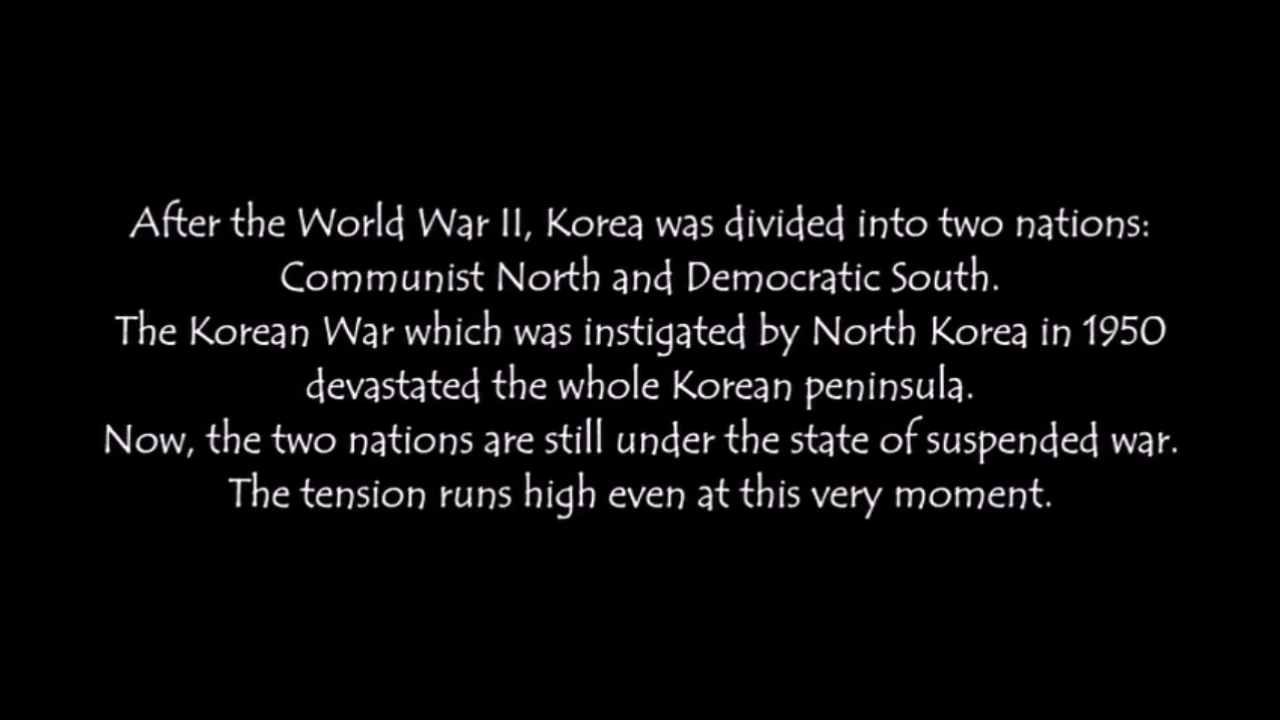 After the World War II, Korea was divided into two nations:
Communist North and Democratic South.
The Korean War which was instigated by North Korea in 1950
devastated the whole Korean peninsula.
Now, the two nations are still under the state of suspended war.
The tension runs high even at this very moment.